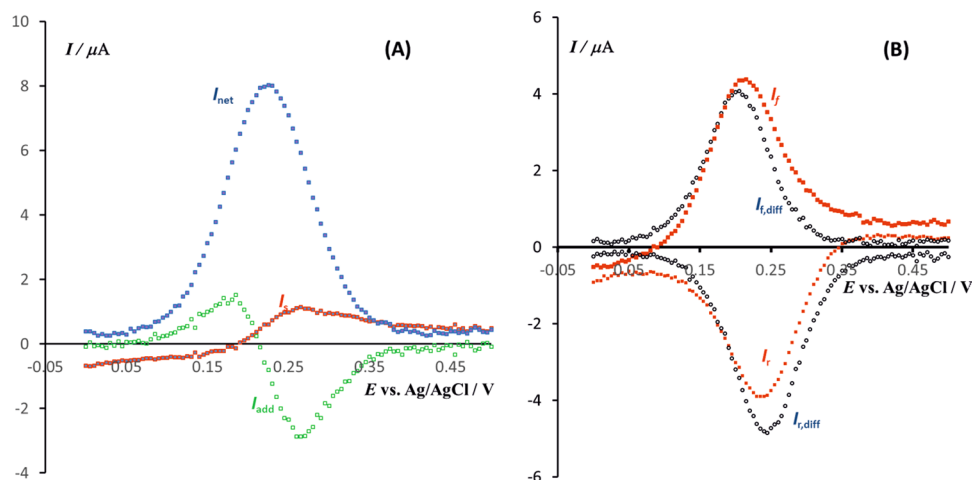 I / μA
(A)
10
8
6
4
2
0
-2
-4
-0.05
0.05
0.15
0.25
0.35
0.45
E vs. Ag/AgCl / V
Inet
Is
Iadd
I / μA
(B)
6
4
2
0
-2
-4
-6
-0.05
0.05
0.15
0.25
0.35
0.45
E vs. Ag/AgCl / V
If
If,diff
Ir
Ir,diff